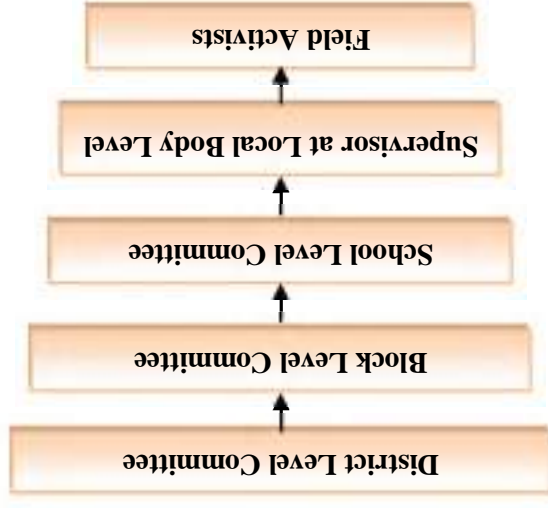 District Level Committee
Block Level Committee
School Level Committee
Supervisor at Local Body Level
Field Activists